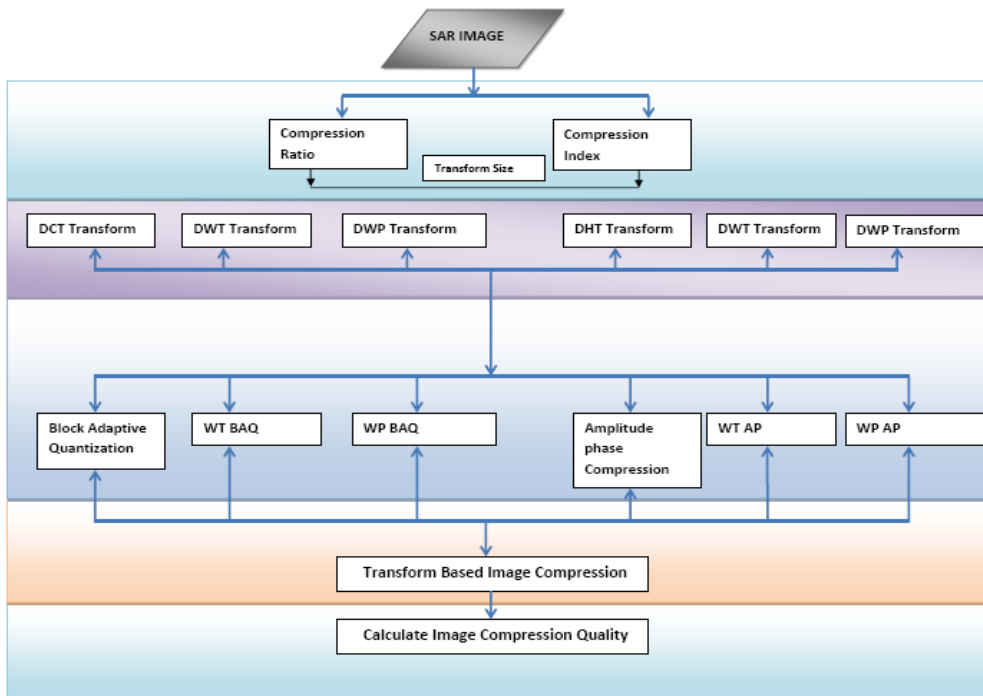 SAR IMAGE
Compression
Ratio
Compression
Index
Transform Size
DCT Transform
DWT Transform
DWP Transform
DHT Transform
DWT Transform
DWP Transform
Block Adaptive
Quantization
WT BAQ
WP BAQ
Amplitude
phase
Compression
WT AP
WP AP
Transform Based Image Compression
Calculate Image Compression Quality